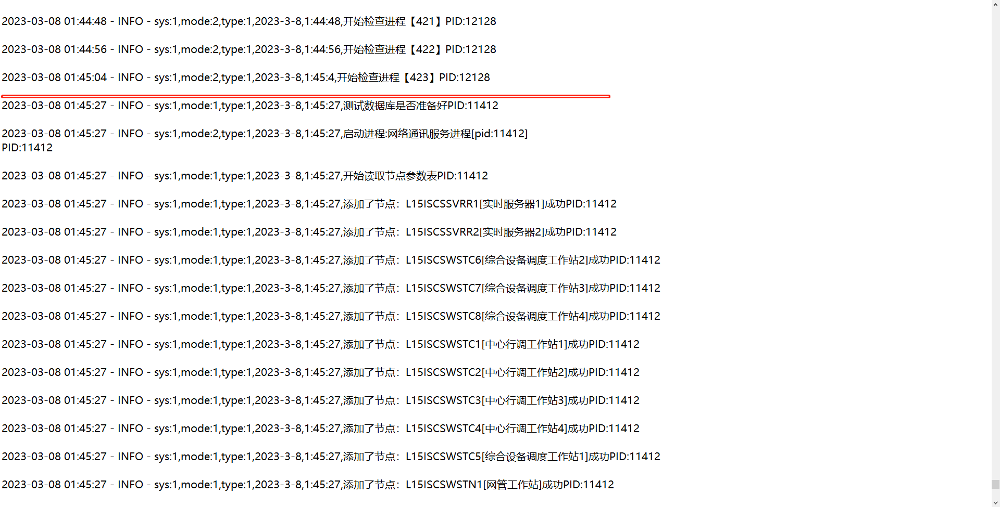 2023-03-08 01:44:48 - INFO - sys:1,mode:2,type:1,2023-3-8,1:44:48,开始检查进程【421】PID:12128
2023-03-08 01:44:56 - INFO - sys:1,mode:2,type:1,2023-3-8,1:44:56,开始检查进程【422】PID:12128
2023-03-08 01:45:04 - INFO - sys:1,mode:2,type:1,2023-3-8,1:45:4,开始检查进程【423】PID:12128
2023-03-08 01:45:27 - INFO - sys:1,mode:1,type:1,2023-3-8,1:45:27,测试数据库是否准备好PID:11412
2023-03-08 01:45:27 - INFO - sys:1,mode:2,type:1,2023-3-8,1:45:27,启动进程:网络通讯服务进程[pid:11412]
PID:11412
2023-03-08 01:45:27 - INFO - sys:1,mode:1,type:1,2023-3-8,1:45:27,开始读取节点参数表PID:11412
2023-03-08 01:45:27 - INFO - sys:1,mode:1,type:1,2023-3-8,1:45:27,添加了节点：L15ISCSSVRR1[实时服务器1]成功PID:11412
2023-03-08 01:45:27 - INFO - sys:1,mode:1,type:1,2023-3-8,1:45:27,添加了节点：L15ISCSSVRR2[实时服务器2]成功PID:11412
2023-03-08 01:45:27 - INFO - sys:1,mode:1,type:1,2023-3-8,1:45:27,添加了节点：L15ISCSWSTC6[综合设备调度工作站2]成功PID:11412
2023-03-08 01:45:27 - INFO - sys:1,mode:1,type:1,2023-3-8,1:45:27,添加了节点：L15ISCSWSTC7[综合设备调度工作站3]成功PID:11412
2023-03-08 01:45:27 - INFO - sys:1,mode:1,type:1,2023-3-8,1:45:27,添加了节点：L15ISCSWSTC8[综合设备调度工作站4]成功PID:11412
2023-03-08 01:45:27 - INFO - sys:1,mode:1,type:1,2023-3-8,1:45:27,添加了节点：L15ISCSWSTC1[中心行调工作站1]成功PID:11412
2023-03-08 01:45:27 - INFO - sys:1,mode:1,type:1,2023-3-8,1:45:27,添加了节点：L15ISCSWSTC2[中心行调工作站2]成功PID:11412
2023-03-08 01:45:27 - INFO - sys:1,mode:1,type:1,2023-3-8,1:45:27,添加了节点：L15ISCSWSTC3[中心行调工作站3]成功PID:11412
2023-03-08 01:45:27 - INFO - sys:1,mode:1,type:1,2023-3-8,1:45:27,添加了节点：L15ISCSWSTC4[中心行调工作站4]成功PID:11412
2023-03-08 01:45:27 - INFO - sys:1,mode:1,type:1,2023-3-8,1:45:27,添加了节点：L15ISCSWSTC5[综合设备调度工作站1]成功PID:11412
2023-03-08 01:45:27 - INFO - sys:1,mode:1,type:1,2023-3-8,1:45:27,添加了节点：L15ISCSWSTN1[网管工作站]成功PID:11412